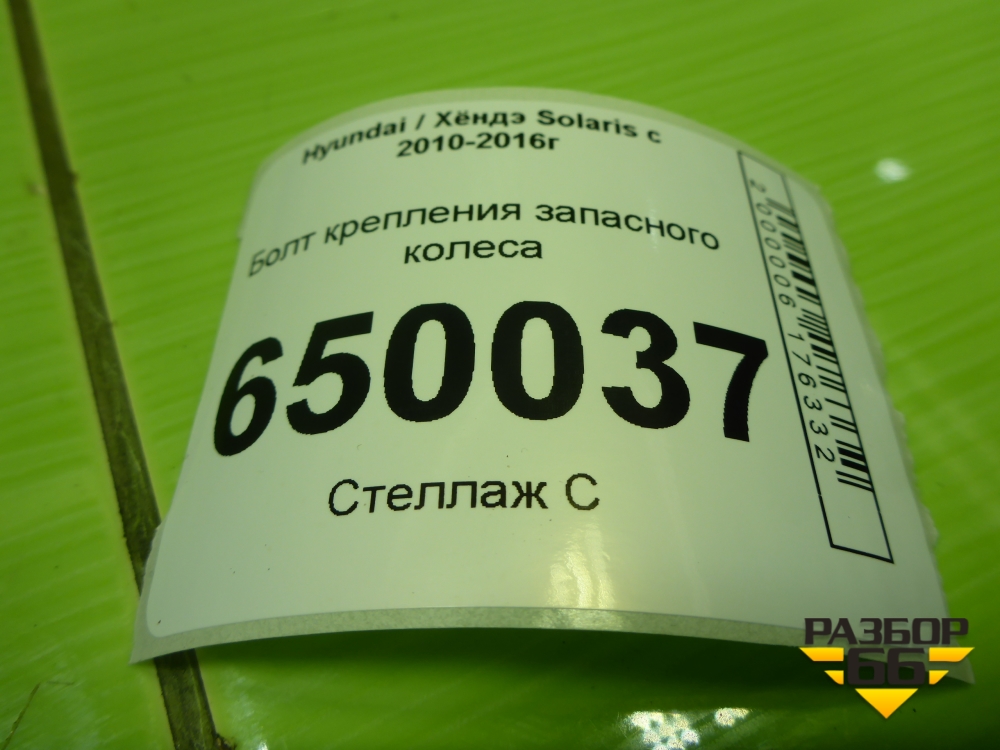 Hyundai / Хёндэ Solaris с
2010-2016г
Болт крепления запасного
колеса
650037
Стеллаж С
2000006176332
РАЗБОР
66